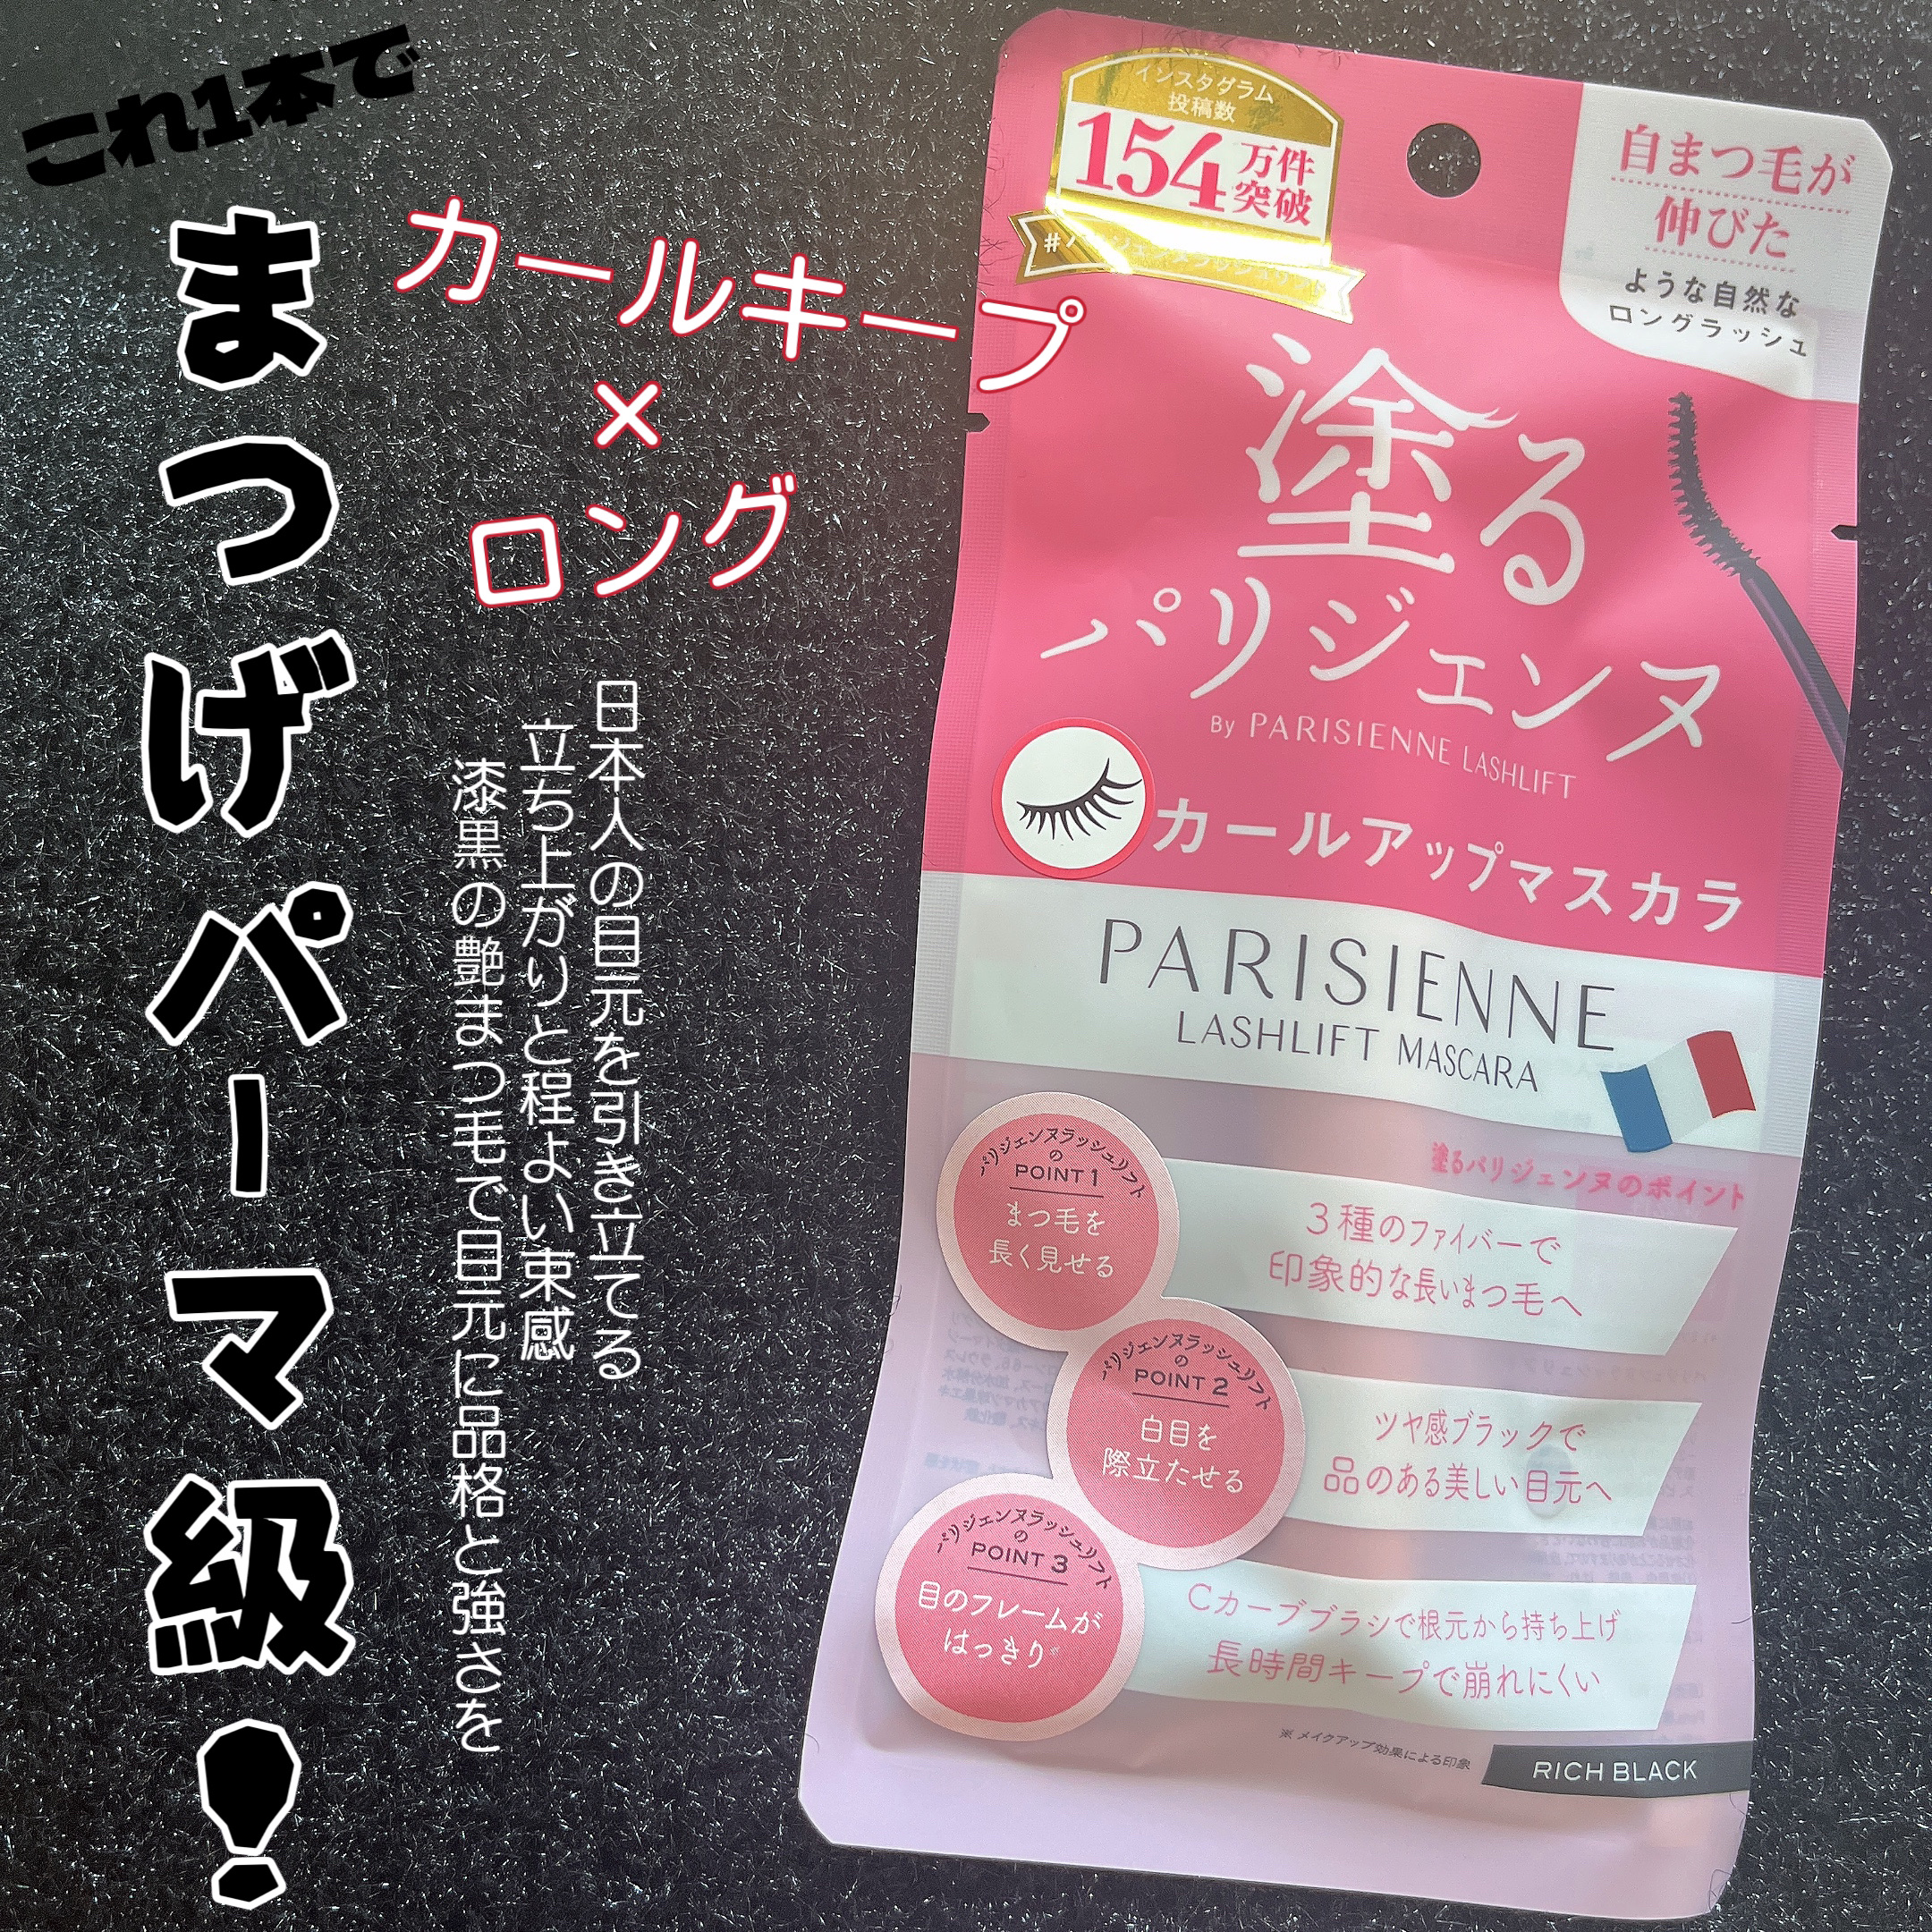 これ1本で
まつげパーマ級!
カールキープ
×
ロング
日本人の目元を引き立てる
立ち上がりと程よい束感
漆黒の艶まつ毛で目元に品格と強さを
インスタグラム
投稿数
154万件
突破
#パリジェンヌラッシュリフト
自まつ毛が
伸びた
ような自然な
ロングラッシュ
塗る
パリジェンヌ
By PARISIENNE LASHLIFT
カールアップマスカラ
PARISIENNE
LASHLIFT MASCARA
塗るパリジェンヌのポイント
パリジェンヌラッシュリフト
の
POINT 1
まつ毛を
長く見せる
3種のファイバーで
印象的な長いまつ毛へ
パリジェンヌラッシュリフト
の
POINT 2
白目を
際立たせる
ツヤ感ブラックで
品のある美しい目元へ
パリジェンヌラッシュリフト
の
POINT 3
目のフレームが
はっきり※
Cカーブブラシで根元から持ち上げ
長時間キープで崩れにくい
※ メイクアップ効果による印象
RICH BLACK